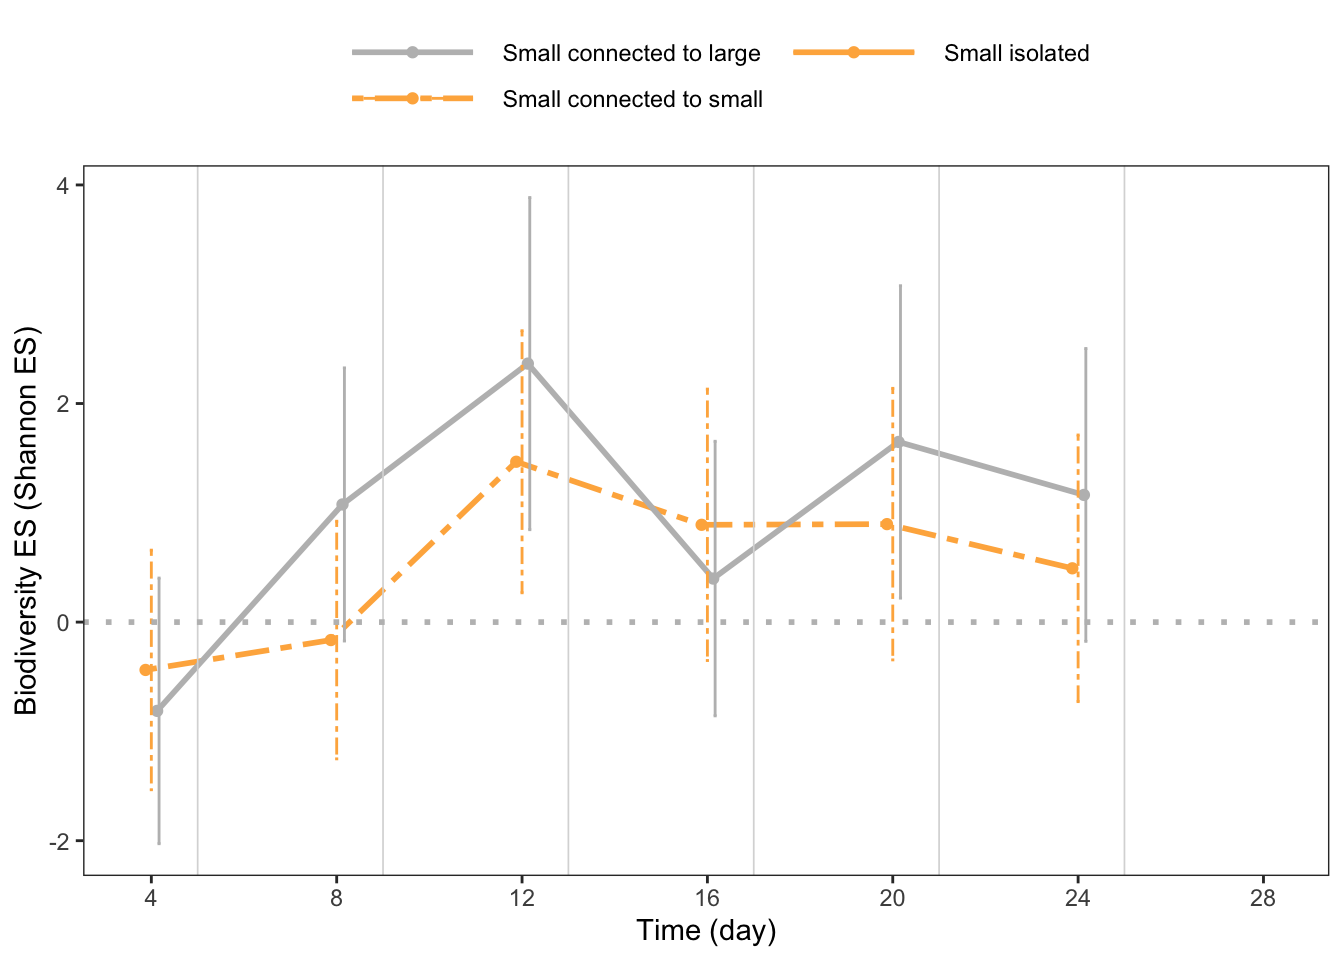 Small connected to large
Small isolated
Small connected to small
Biodiversity ES (Shannon ES)
4
2
0
-2
4
8
12
16
20
24
28
Time (day)